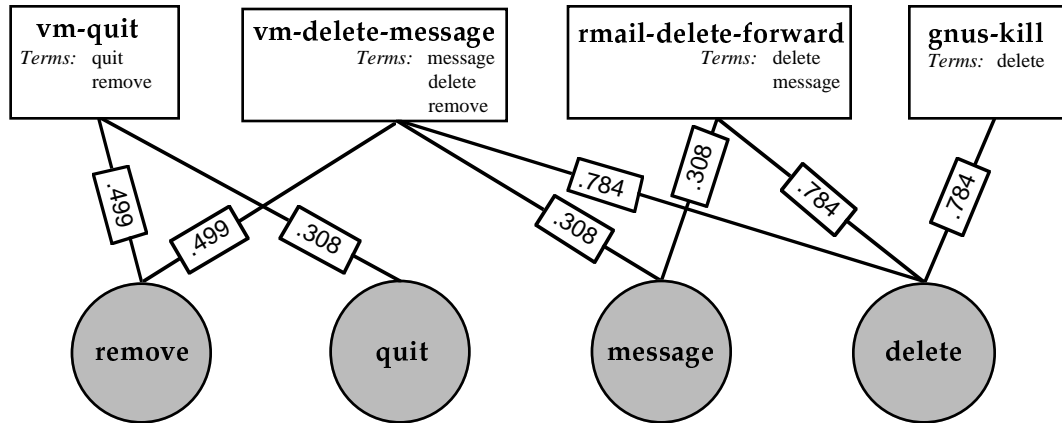 vm-quit
Terms: quit
remove
vm-delete-message
Terms: message
delete
remove
rmail-delete-forward
Terms: delete
message
gnus-kill
Terms: delete
.499
.499
.308
.784
.308
.308
.784
.784
remove
quit
message
delete